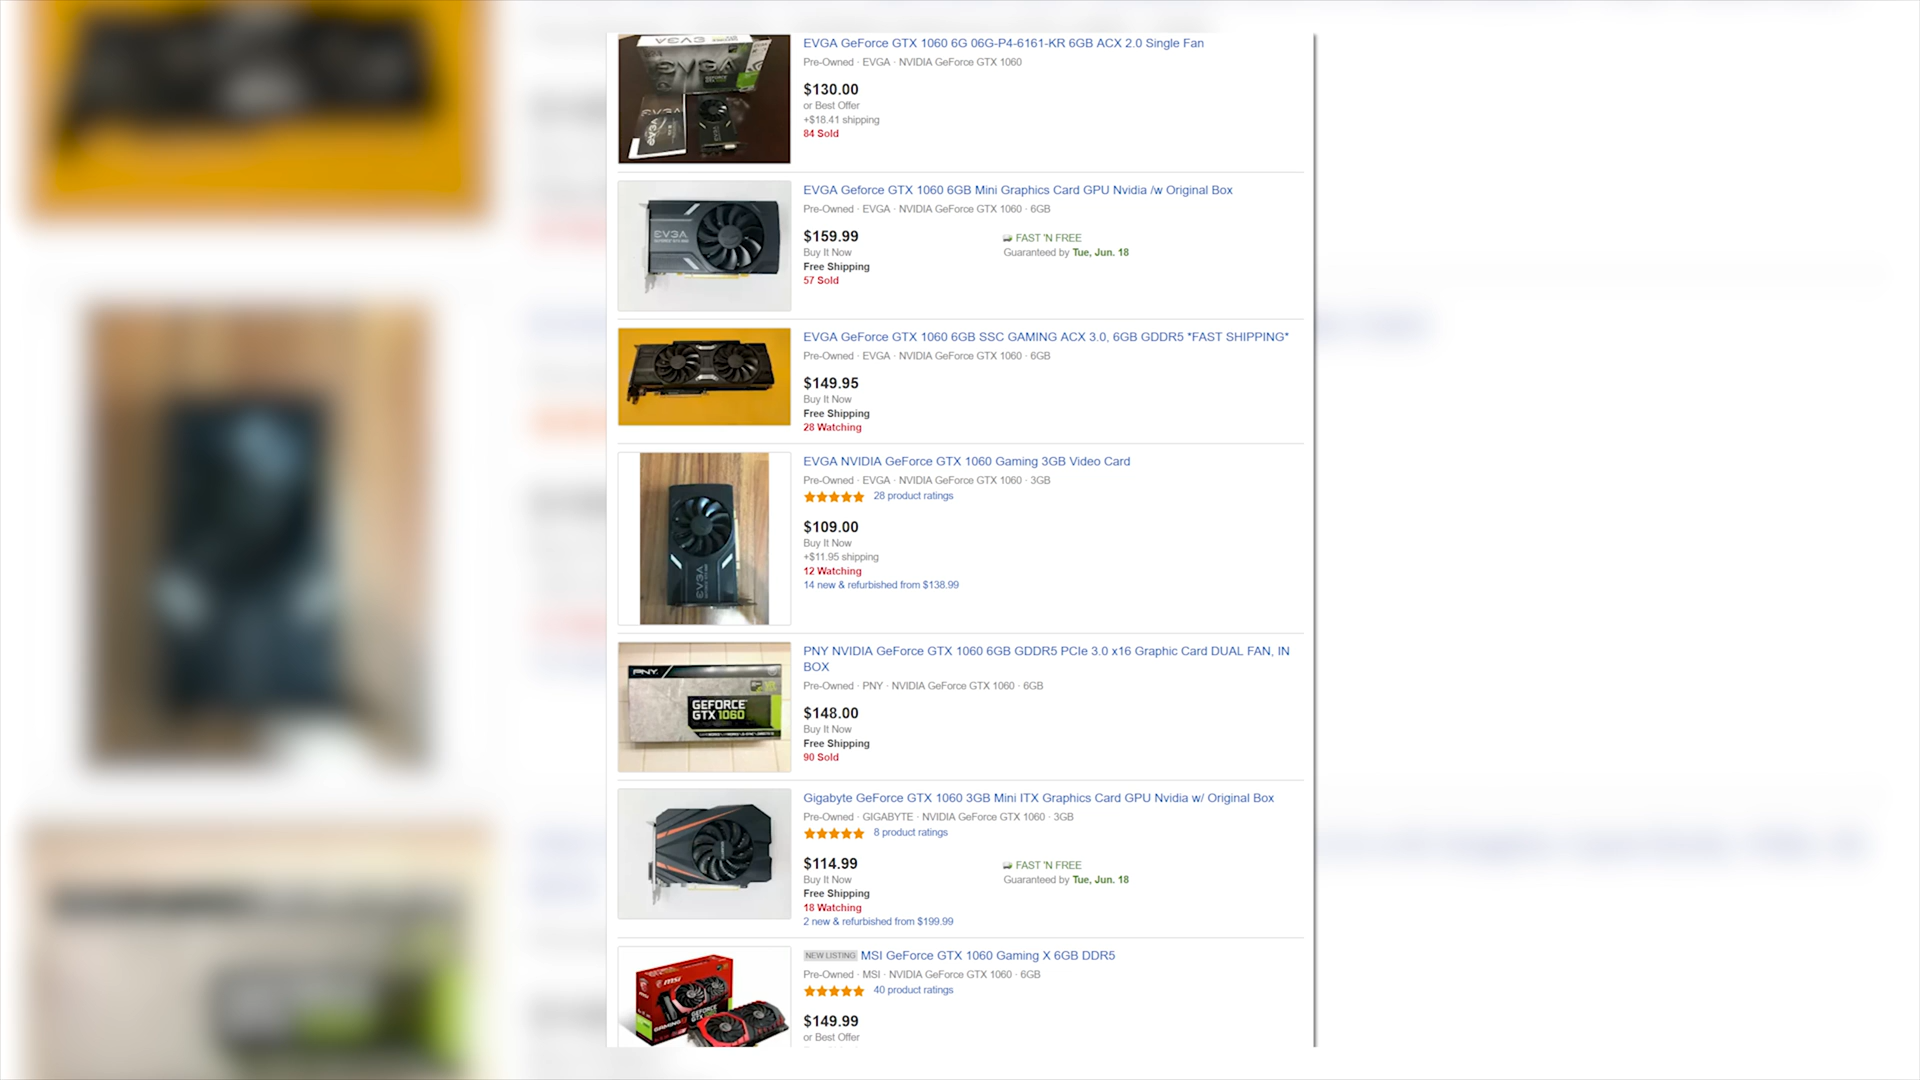 EVGA GeForce GTX 1060 6G 06G-P4-6161-KR 6GB ACX 2.0 Single Fan
Pre-Owned · EVGA · NVIDIA GeForce GTX 1060
$130.00
or Best Offer
+$18.41 shipping
84 Sold
EVGA Geforce GTX 1060 6GB Mini Graphics Card GPU Nvidia /w Original Box
Pre-Owned · EVGA · NVIDIA GeForce GTX 1060 · 6GB
$159.99
Buy It Now
Free Shipping
57 Sold
FAST 'N FREE
Guaranteed by Tue, Jun. 18
EVGA GeForce GTX 1060 6GB SSC GAMING ACX 3.0, 6GB GDDR5 *FAST SHIPPING*
Pre-Owned · EVGA · NVIDIA GeForce GTX 1060 · 6GB
$149.95
Buy It Now
Free Shipping
28 Watching
EVGA NVIDIA GeForce GTX 1060 Gaming 3GB Video Card
Pre-Owned · EVGA · NVIDIA GeForce GTX 1060 · 3GB
28 product ratings
$109.00
Buy It Now
+$11.95 shipping
12 Watching
14 new & refurbished from $138.99
PNY
GEFORCE
GTX 1060
PNY NVIDIA GeForce GTX 1060 6GB GDDR5 PCIe 3.0 x16 Graphic Card DUAL FAN, IN
BOX
Pre-Owned · PNY · NVIDIA GeForce GTX 1060 · 6GB
$148.00
Buy It Now
Free Shipping
90 Sold
Gigabyte GeForce GTX 1060 3GB Mini ITX Graphics Card GPU Nvidia w/ Original Box
Pre-Owned · GIGABYTE · NVIDIA GeForce GTX 1060 · 3GB
8 product ratings
$114.99
Buy It Now
Free Shipping
18 Watching
2 new & refurbished from $199.99
FAST 'N FREE
Guaranteed by Tue, Jun. 18
NEW LISTING MSI GeForce GTX 1060 Gaming X 6GB DDR5
Pre-Owned · MSI · NVIDIA GeForce GTX 1060 · 6GB
40 product ratings
$149.99
or Best Offer